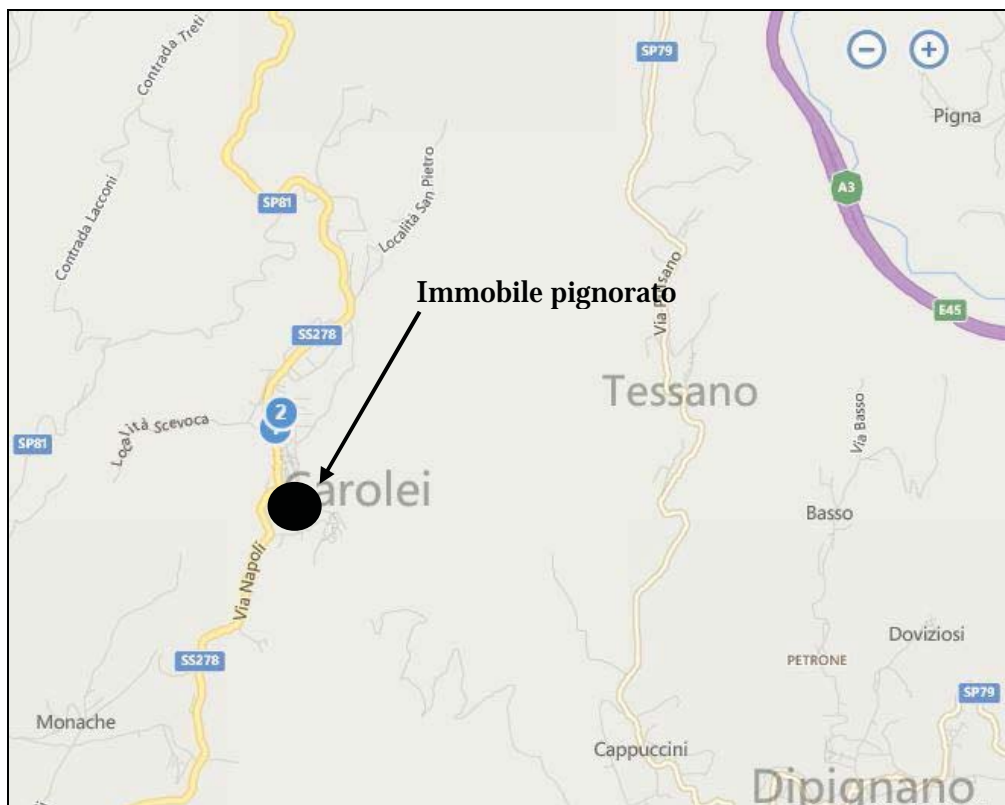 Contrada Treti
SP79
Pigna
A3
Contrada Lacconi
SP81
Località San Pietro
Immobile pignorato
E45
SS278
Tessano
2
Località Scevoca
SP81
Via Basso
Carolei
Basso
Via Napoli
Doviziosi
SS278
PETRONE
SP79
Monache
Cappuccini
Dipignano